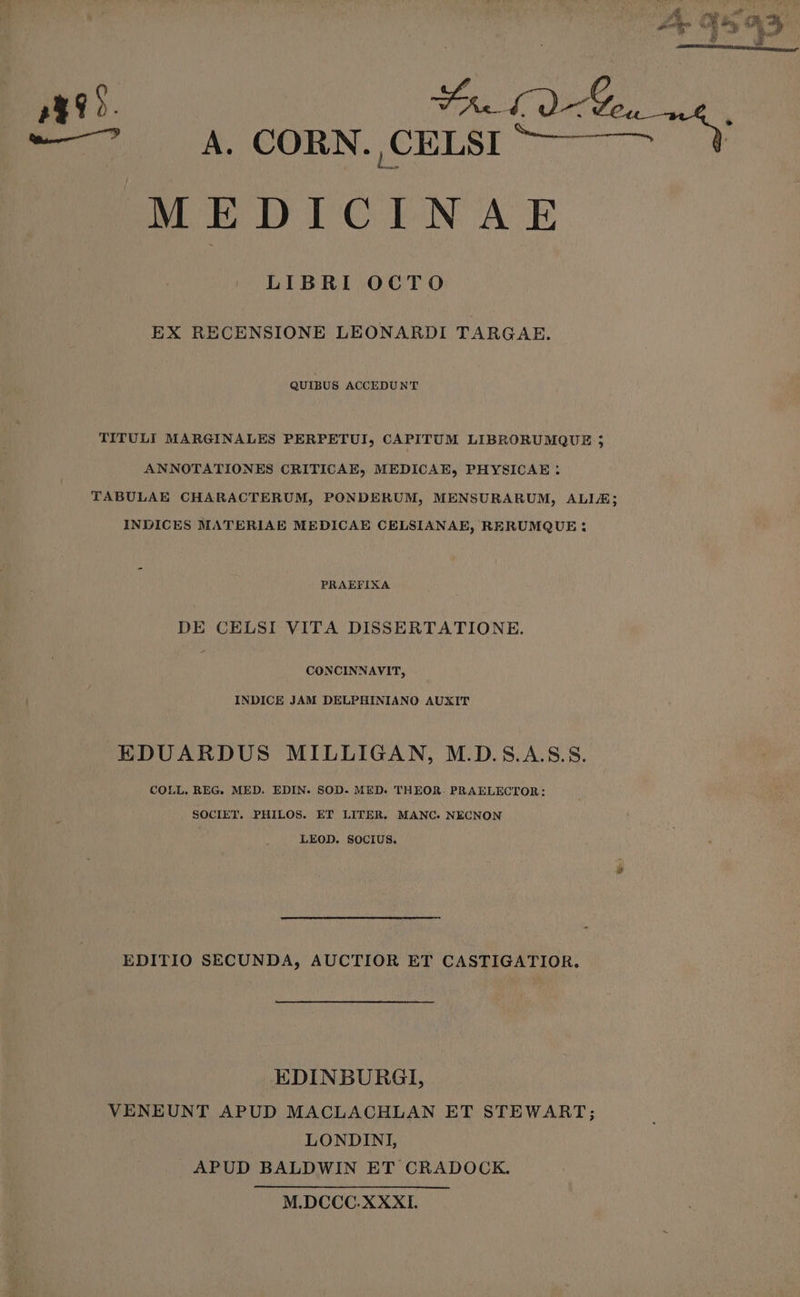 A. CORN. CELSI
MEDICINAE
LIBRI OCTO
EX RECENSIONE LEONARDI TARGAE.
QUIBUS ACCEDUNT
TITULI MARGINALES PERPETUI, CAPITUM LIBRORUMQUE ;
ANNOTATIONES CRITICAE, MEDICAE, PHYSICAE :
TABULAE CHARACTERUM, PONDERUM, MENSURARUM, ALIÆ;
INDICES MATERIAE MEDICAE CELSIANAE, RERUMQUE :
PRAEFIXA
DE CELSI VITA DISSERTATIONE.
CONCINNAVIT,
INDICE JAM DELPHINIANO AUXIT
EDUARDUS MILLIGAN, M.D.S.A.S.S.
COLL. REG. MED. EDIN. SOD. MED. THEOR. PRAELECTOR:
SOCIET. PHILOS. ET LITER. MANC. NECNON
LEOD. SOCIUS.
EDITIO SECUNDA, AUCTIOR ET CASTIGATIOR.
EDINBURGI,
VENEUNT APUD MACLACHLAN ET STEWART;
LONDINI,
APUD BALDWIN ET CRADOCK.
M.DCCC.XXXI.